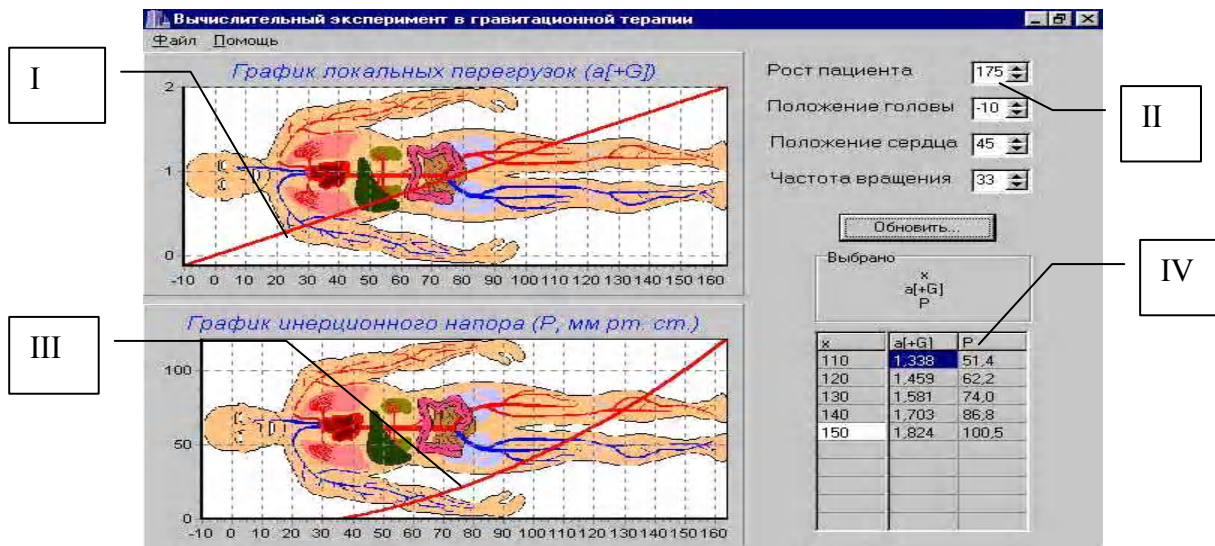 Вычислительный эксперимент в гравитационной терапии
Файл Помощь
I
График локальных перегрузок (a[+G])
2
1
0
-10 0 10 20 30 40 50 60 70 80 90 100 110 120 130 140 150 160
Рост пациента 175
Положение головы -10
Положение сердца 45
Частота вращения 33
II
Обновить...
Выбрано
x
a[+G]
P
IV
III
График инерционного напора (P, мм рт. ст.)
100
50
0
-10 0 10 20 30 40 50 60 70 80 90 100 110 120 130 140 150 160
x a[+G] P
110 1,338 51,4
120 1,459 62,2
130 1,581 74,0
140 1,703 86,8
150 1,824 100,5